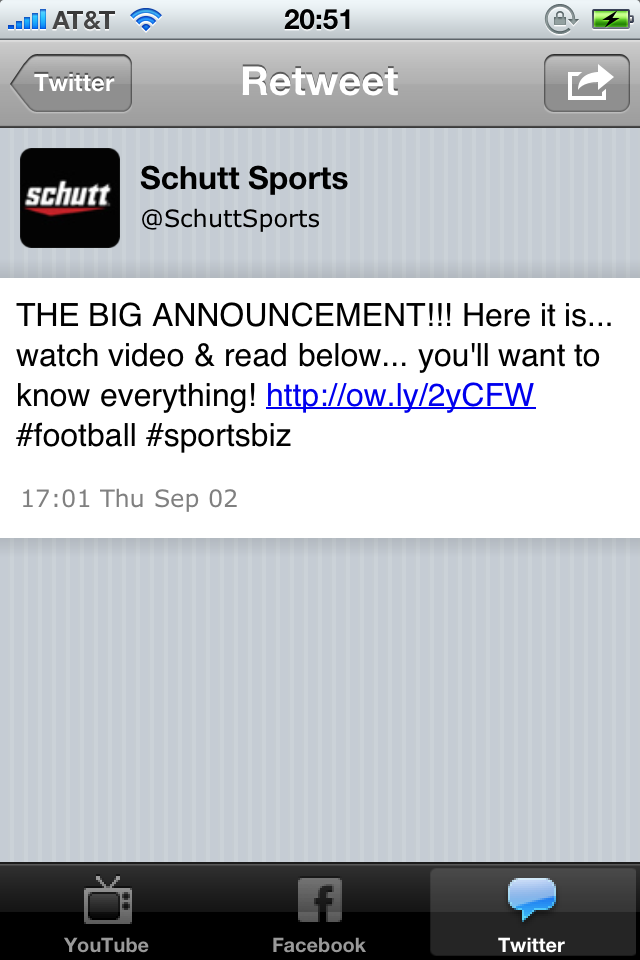 AT&T 20:51
Twitter Retweet
schutt
Schutt Sports
@SchuttSports
THE BIG ANNOUNCEMENT!!! Here it is...
watch video & read below... you'll want to
know everything! http://ow.ly/2yCFW
#football #sportsbiz
17:01 Thu Sep 02
YouTube Facebook Twitter